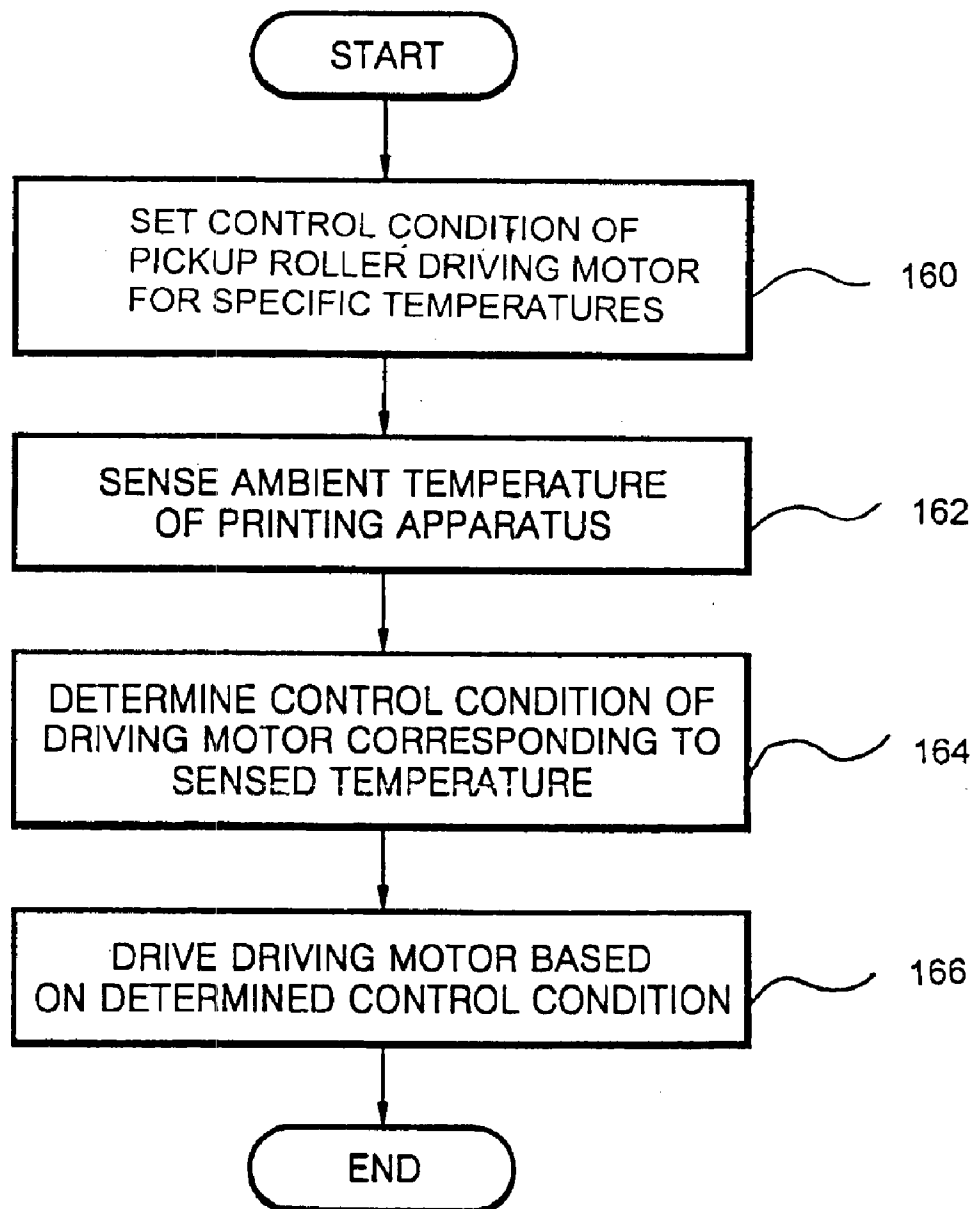 START
SET CONTROL CONDITION OF
PICKUP ROLLER DRIVING MOTOR
FOR SPECIFIC TEMPERATURES
160
SENSE AMBIENT TEMPERATURE
OF PRINTING APPARATUS
162
DETERMINE CONTROL CONDITION OF
DRIVING MOTOR CORRESPONDING TO
SENSED TEMPERATURE
164
DRIVE DRIVING MOTOR BASED
ON DETERMINED CONTROL CONDITION
166
END